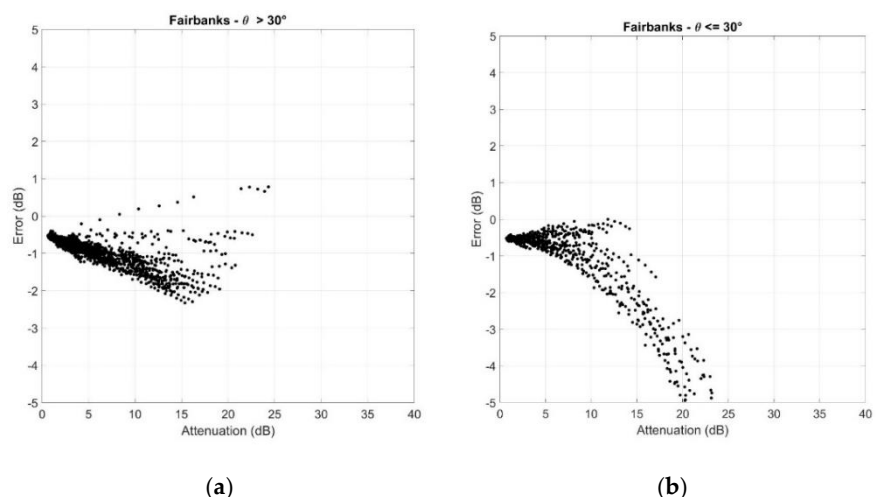 Fairbanks - θ > 30°
5
4
3
2
1
0
-1
-2
-3
-4
-5
Error (dB)
0 5 10 15 20 25 30 35 40
Attenuation (dB)
(a)
Fairbanks - θ <= 30°
5
4
3
2
1
0
-1
-2
-3
-4
-5
Error (dB)
0 5 10 15 20 25 30 35 40
Attenuation (dB)
(b)